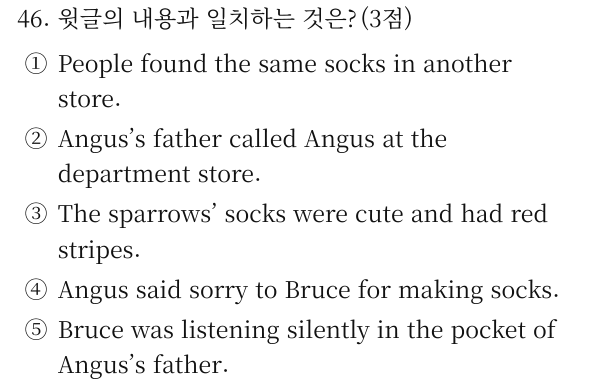 46. 윗글의 내용과 일치하는 것은?(3점)
① People found the same socks in another
store.
② Angus’s father called Angus at the
department store.
③ The sparrows’ socks were cute and had red
stripes.
④ Angus said sorry to Bruce for making socks.
⑤ Bruce was listening silently in the pocket of
Angus’s father.